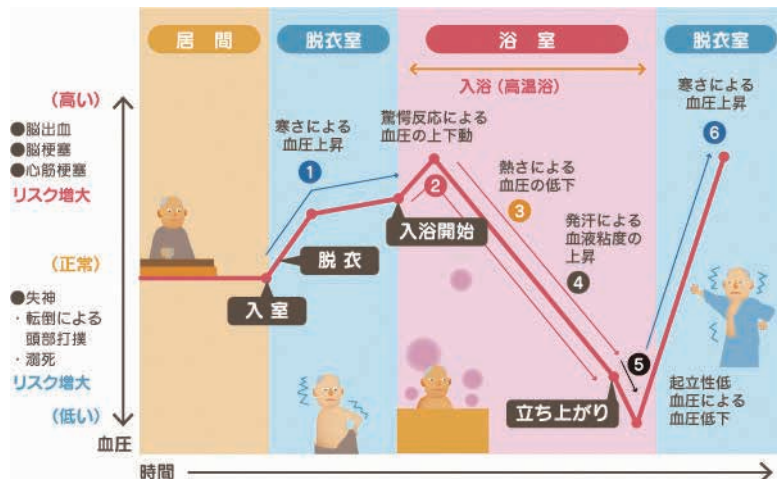 居間
脱衣室
浴室
脱衣室
入浴（高温浴）
（高い）
●脳出血
●脳梗塞
●心筋梗塞
リスク増大
（正常）
●失神
・転倒による
頭部打撲
・溺死
リスク増大
（低い）
血圧
時間
寒さによる
血圧上昇
1
驚愕反応による
血圧の上下動
2
熱さによる
血圧の低下
3
発汗による
血液粘度の
上昇
4
5
起立性低
血圧による
血圧低下
寒さによる
血圧上昇
6
入室
脱衣
入浴開始
立ち上がり